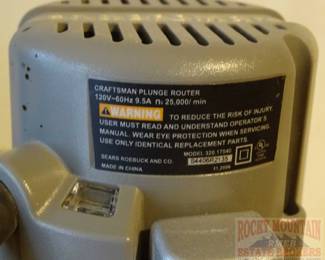 CRAFTSMAN PLUNGE ROUTER
120V~60Hz 9.5A n₀ 25,000/ min
WARNING TO REDUCE THE RISK OF INJURY,
USER MUST READ AND UNDERSTAND OPERATOR'S
MANUAL. WEAR EYE PROTECTION WHEN SERVICING.
USE ONLY IDENTICAL REPLACEMENT PARTS.
SEARS ROEBUCK AND CO.
MODEL 320.17540
MADE IN CHINA
ROCKY MOUNTAIN
ESTATE BROKERS